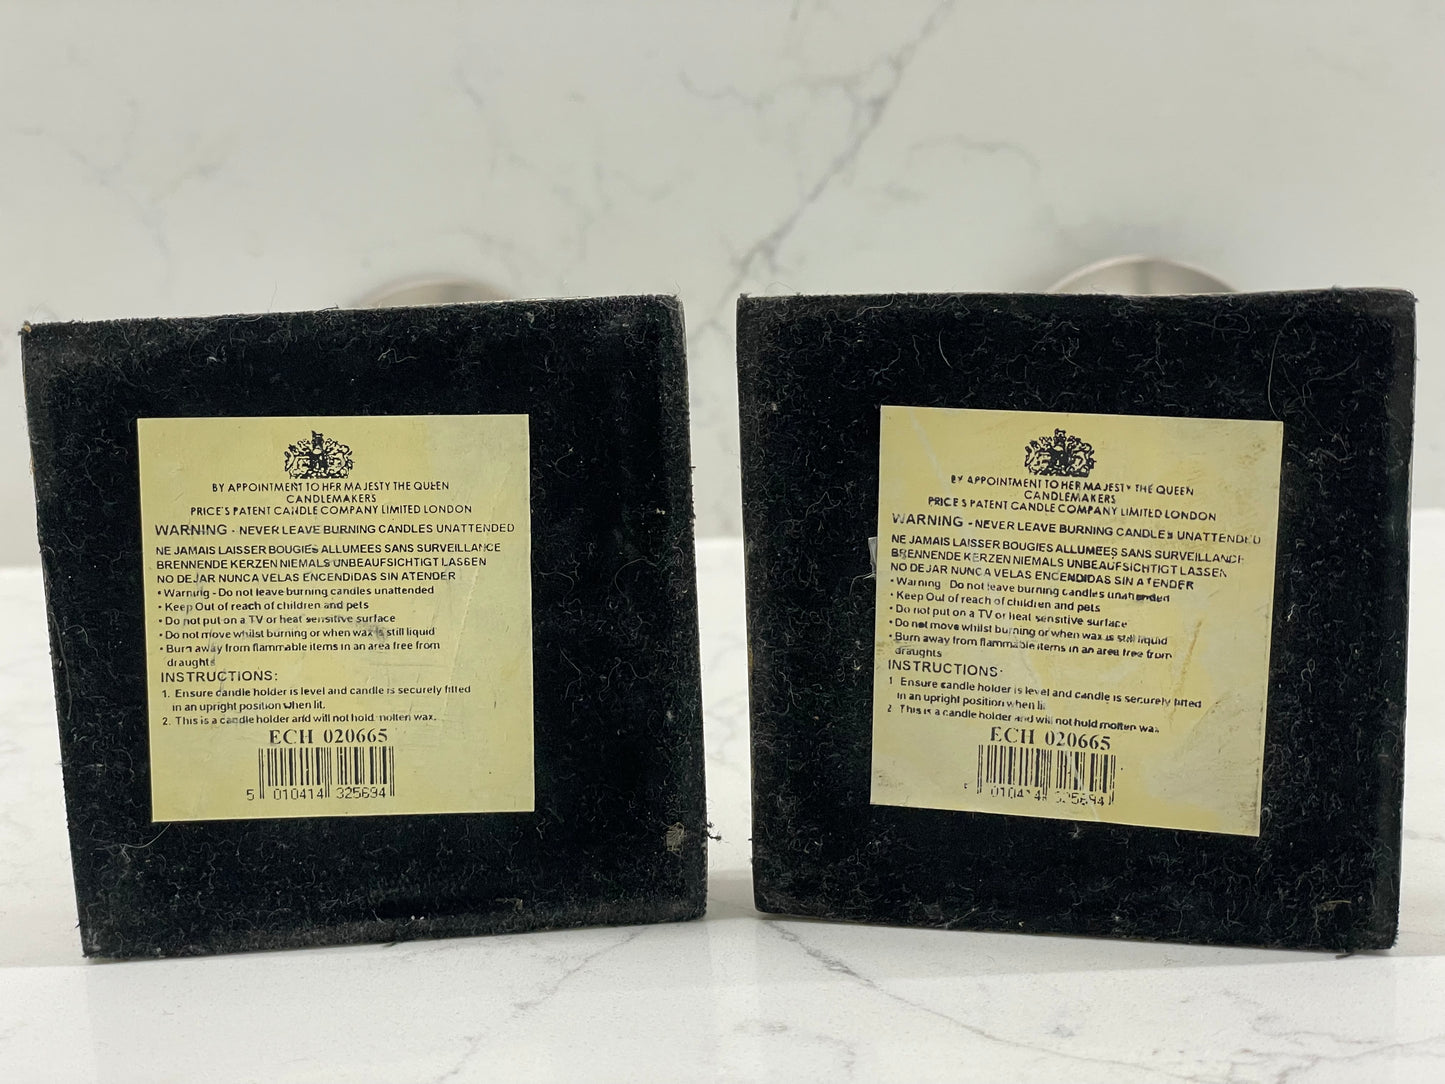 BY APPOINTMENT TO HER MAJESTY THE QUEEN
CANDLEMAKERS
PRICE'S PATENT CANDLE COMPANY LIMITED LONDON
WARNING - NEVER LEAVE BURNING CANDLES UNATTENDED
NE JAMAIS LAISSER BOUGIES ALLUMEES SANS SURVEILLANCE
BRENNENDE KERZEN NIEMALS UNBEAUFSICHTIGT LASSEN
NO DEJAR NUNCA VELAS ENCENDIDAS SIN ATENDER
• Warning - Do not leave burning candles unattended
• Keep Out of reach of children and pets
• Do not put on a TV or heat sensitive surface
• Do not move whilst burning or when wax is still liquid
• Burn away from flammable items in an area free from
draughts
INSTRUCTIONS:
1. Ensure candle holder is level and candle is securely fitted
in an upright position when lit.
2. This is a candle holder and will not hold molten wax.
ECH 020665
5 010414 325694
BY APPOINTMENT TO HER MAJESTY THE QUEEN
CANDLEMAKERS
PRICE'S PATENT CANDLE COMPANY LIMITED LONDON
WARNING - NEVER LEAVE BURNING CANDLES UNATTENDED
NE JAMAIS LAISSER BOUGIES ALLUMEES SANS SURVEILLANCE
BRENNENDE KERZEN NIEMALS UNBEAUFSICHTIGT LASSEN
NO DEJAR NUNCA VELAS ENCENDIDAS SIN ATENDER
• Warning Do not leave burning candles unattended
• Keep Out of reach of children and pets
• Do not put on a TV or heat sensitive surface
• Do not move whilst burning or when wax is still liquid
• Burn away from flammable items in an area free from
draughts
INSTRUCTIONS:
1 Ensure candle holder is level and candle is securely fitted
in an upright position when lit
2 This is a candle holder and will not hold molten wax
ECH 020665
5 010414 325694